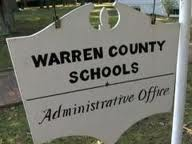 WARREN COUNTY
SCHOOLS
Administrative Office